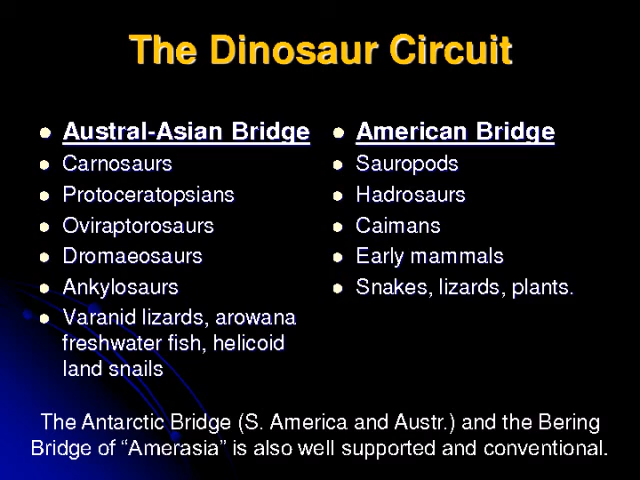 The Dinosaur Circuit
Austral-Asian Bridge
Carnosaurs
Protoceratopsians
Oviraptorosaurs
Dromaeosaurs
Ankylosaurs
Varanid lizards, arowana
freshwater fish, helicoid
land snails
American Bridge
Sauropods
Hadrosaurs
Caimans
Early mammals
Snakes, lizards, plants.
The Antarctic Bridge (S. America and Austr.) and the Bering
Bridge of “Amerasia” is also well supported and conventional.